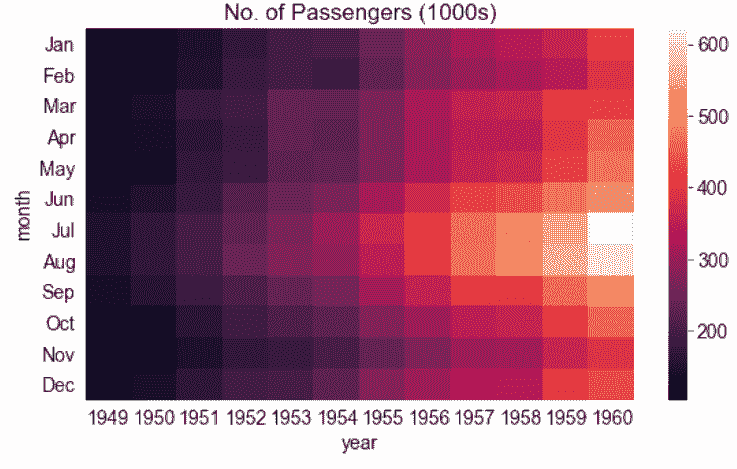 No. of Passengers (1000s)
Jan
Feb
Mar
Apr
May
Jun
Jul
Aug
Sep
Oct
Nov
Dec
month
1949 1950 1951 1952 1953 1954 1955 1956 1957 1958 1959 1960
year
600
500
400
300
200